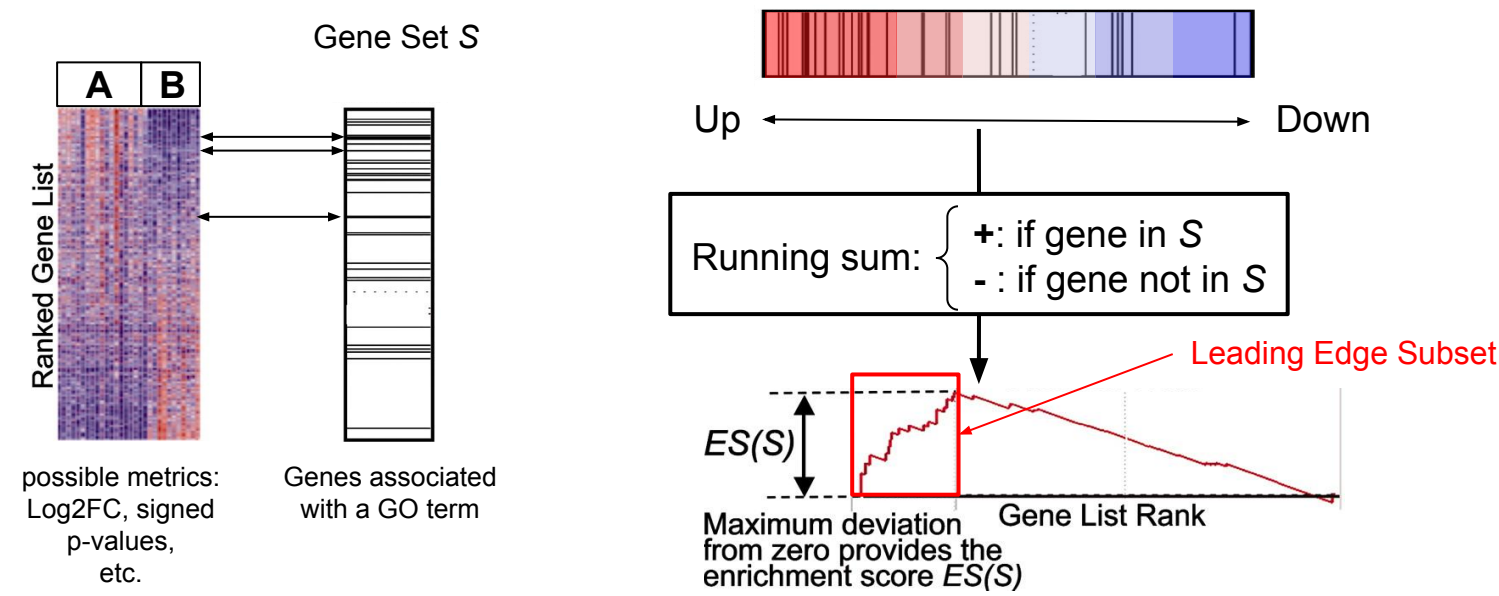 Gene Set S
A B
Ranked Gene List
possible metrics:
Log2FC, signed
p-values,
etc.
Genes associated
with a GO term
Up Down
Running sum:
+: if gene in S
- : if gene not in S
Leading Edge Subset
ES(S)
Gene List Rank
Maximum deviation
from zero provides the
enrichment score ES(S)